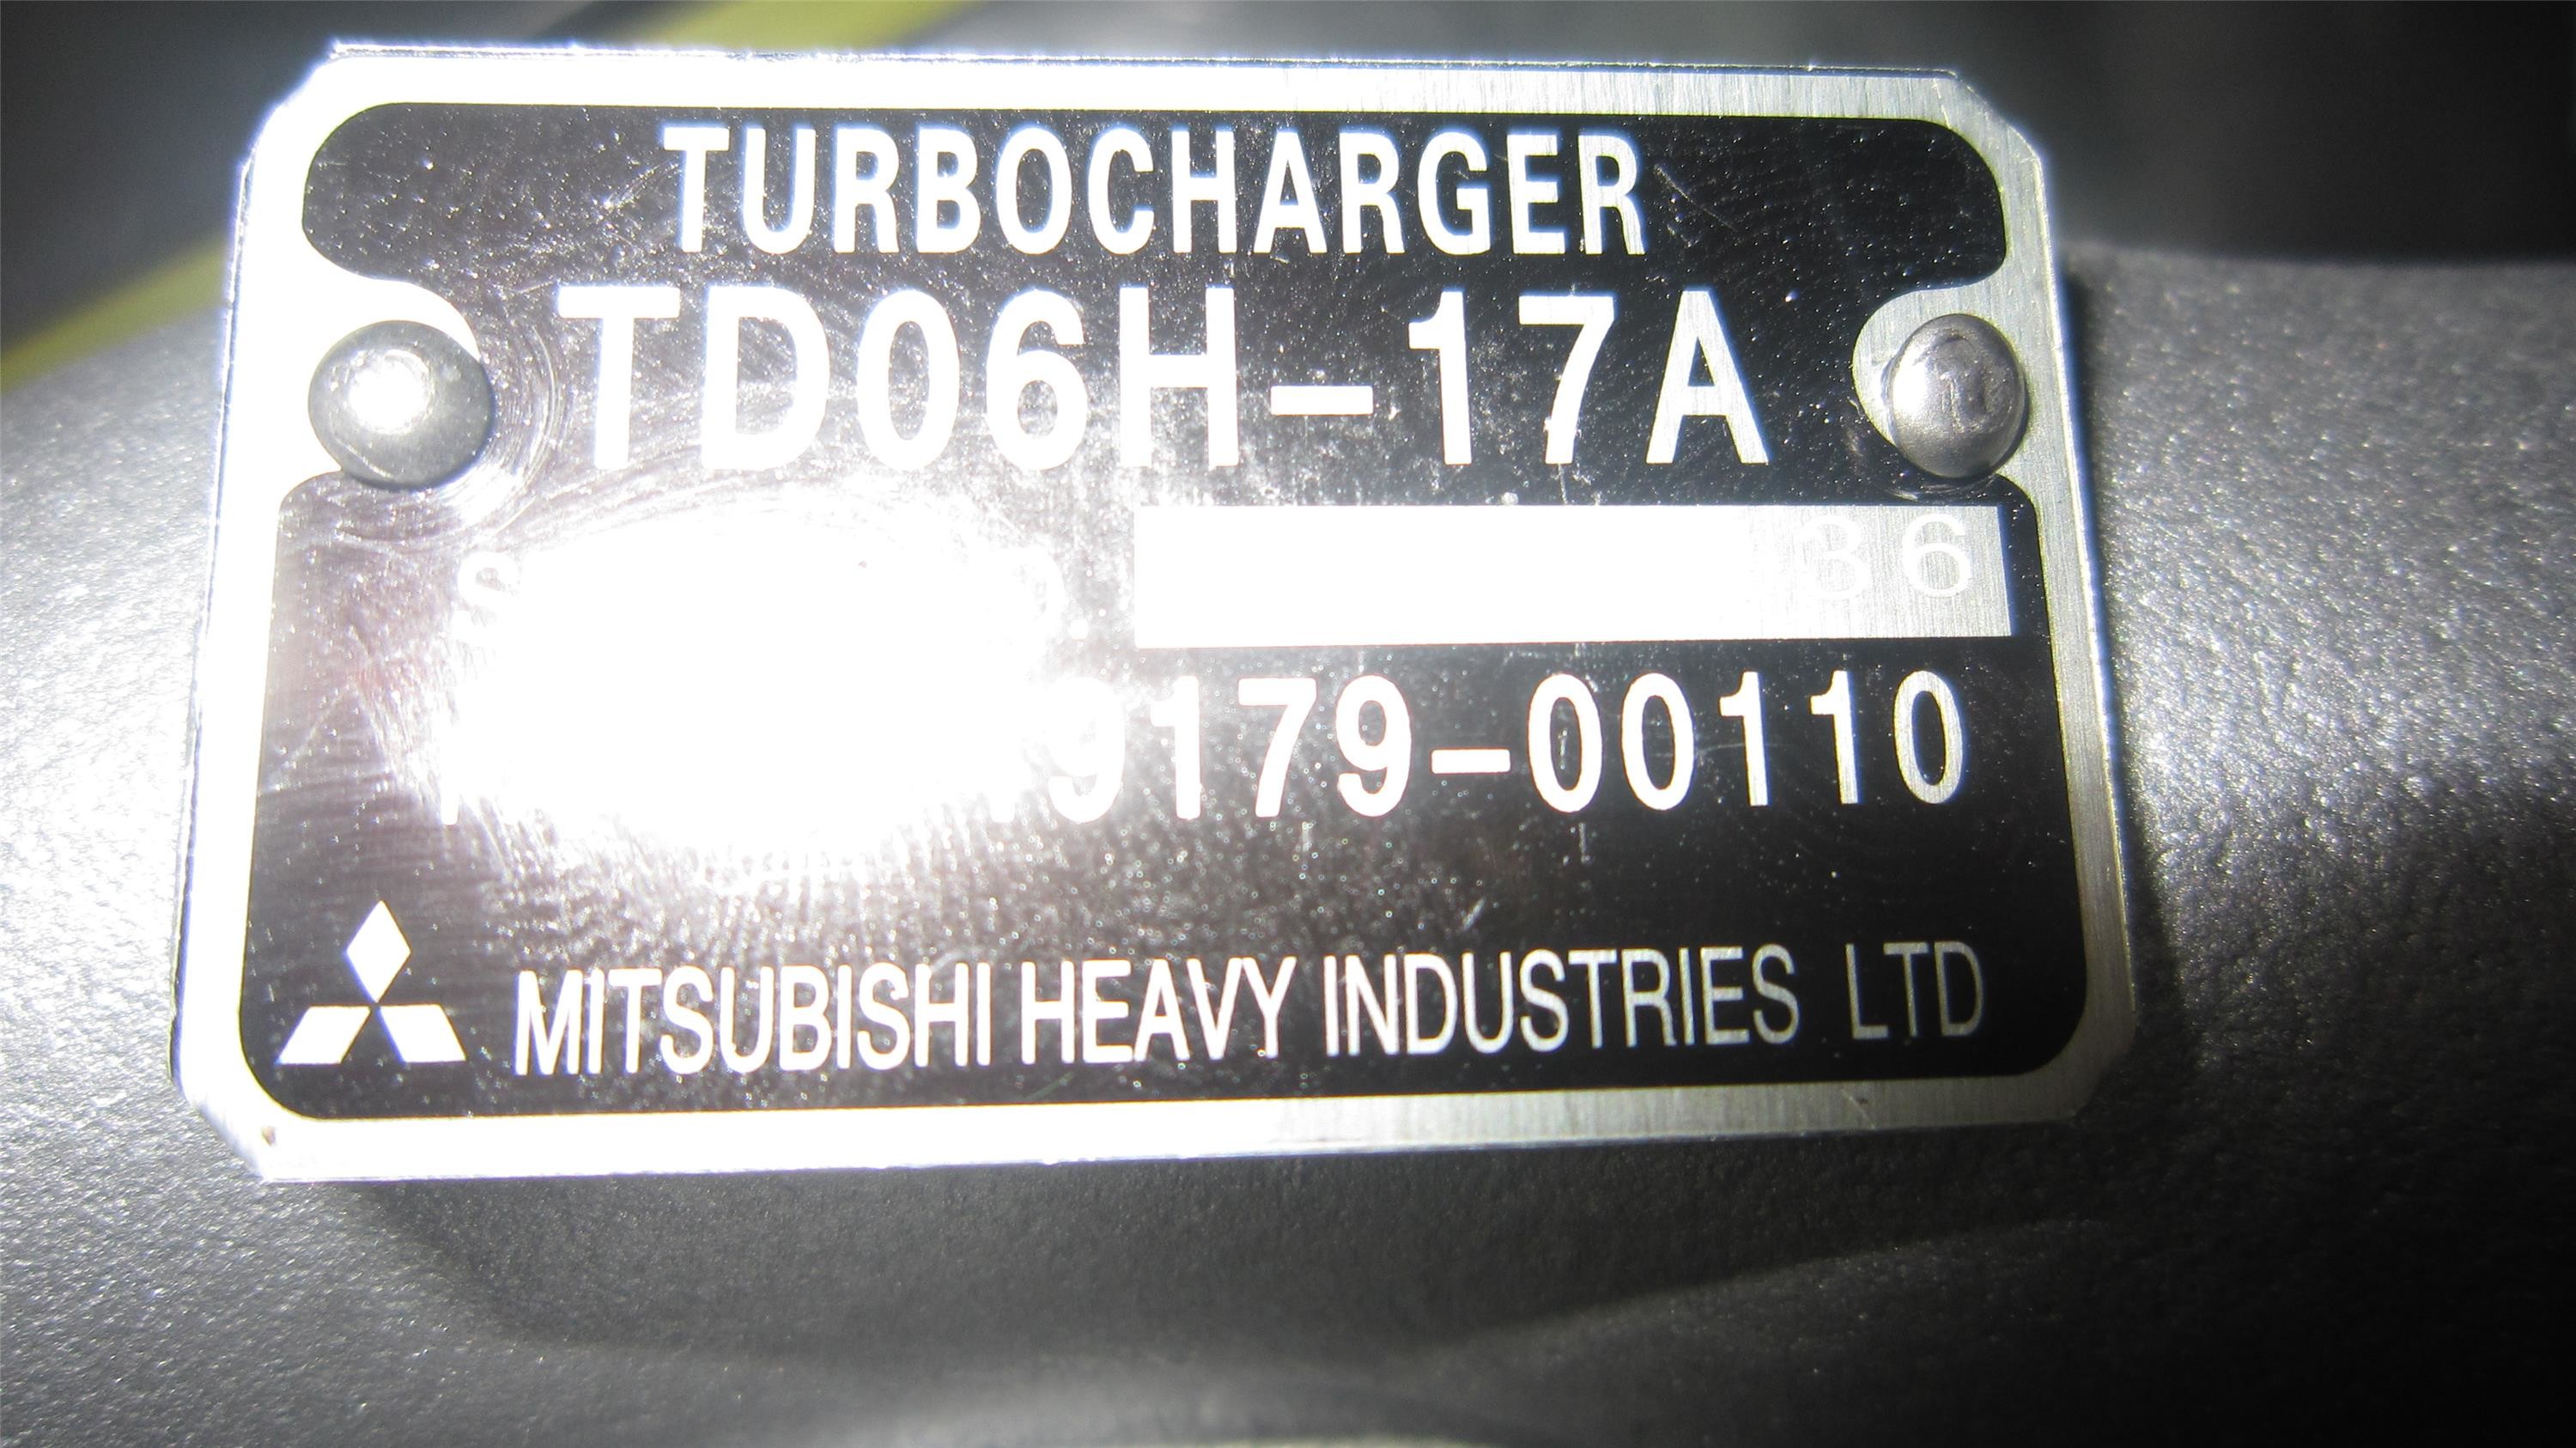 TURBOCHARGER
TD06H-17A
36
9179-00110
MITSUBISHI HEAVY INDUSTRIES LTD